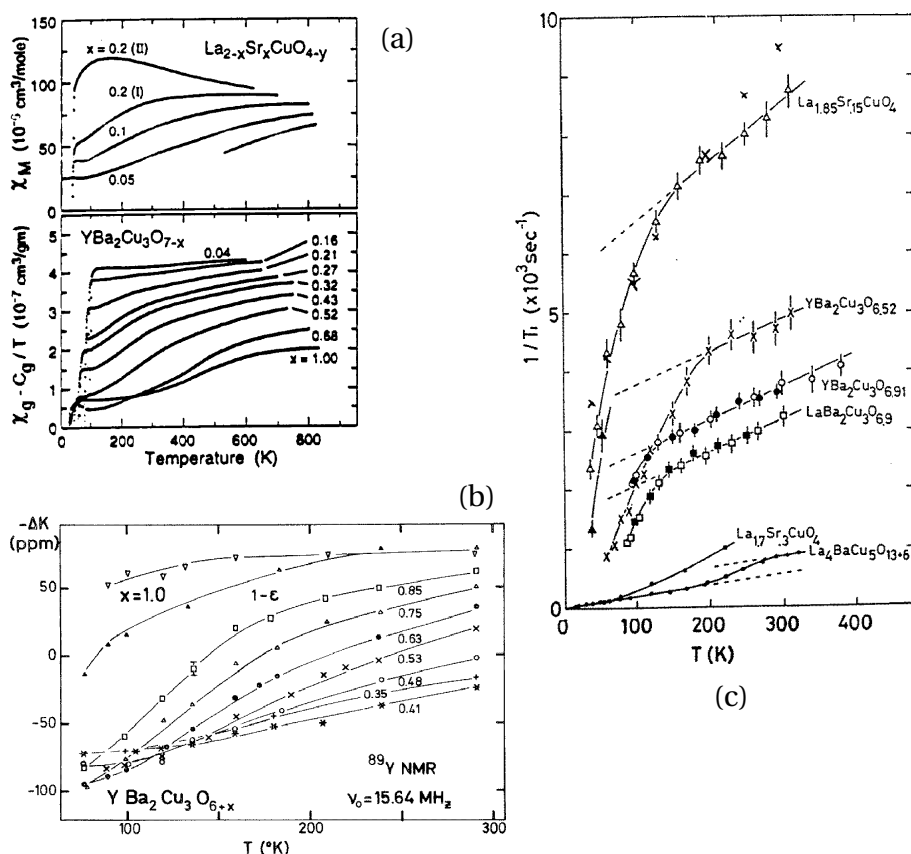 (a)
150
100
50
0
χM (10⁻⁶ cm³/mole)
x = 0.2 (II)
La2-xSrxCuO4-y
0.2 (I)
0.1
0.05
YBa2Cu3O7-x
5
4
3
2
1
0
χg - Cg / T (10⁻⁷ cm³/gm)
0.04
0.16
0.21
0.27
0.32
0.43
0.52
0.68
x = 1.00
0 200 400 600 800
Temperature (K)
(b)
-ΔK
(ppm)
50
0
-50
-100
x=1.0
1-ε
0.85
0.75
0.63
0.53
0.48
0.35
0.41
⁸⁹Y NMR
Y Ba2 Cu3 O6+x
ν₀ = 15.64 MHz
100 150 200 250 300
T (°K)
10
5
0
1/T₁ (x10³sec⁻¹)
La1.85Sr.15CuO4
YBa2Cu3O6.52
YBa2Cu3O6.91
LaBa2Cu3O6.9
La1.7Sr.3CuO4
La4BaCu5O13+δ
0 100 200 300 400
T (K)
(c)